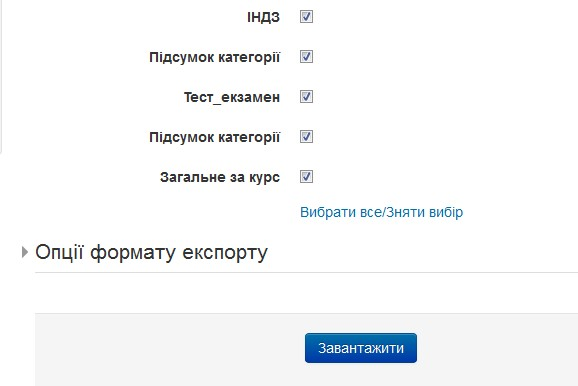 ІНДЗ
Підсумок категорії
Тест_екзамен
Підсумок категорії
Загальне за курс
Вибрати все/Зняти вибір
Опції формату експорту
Завантажити